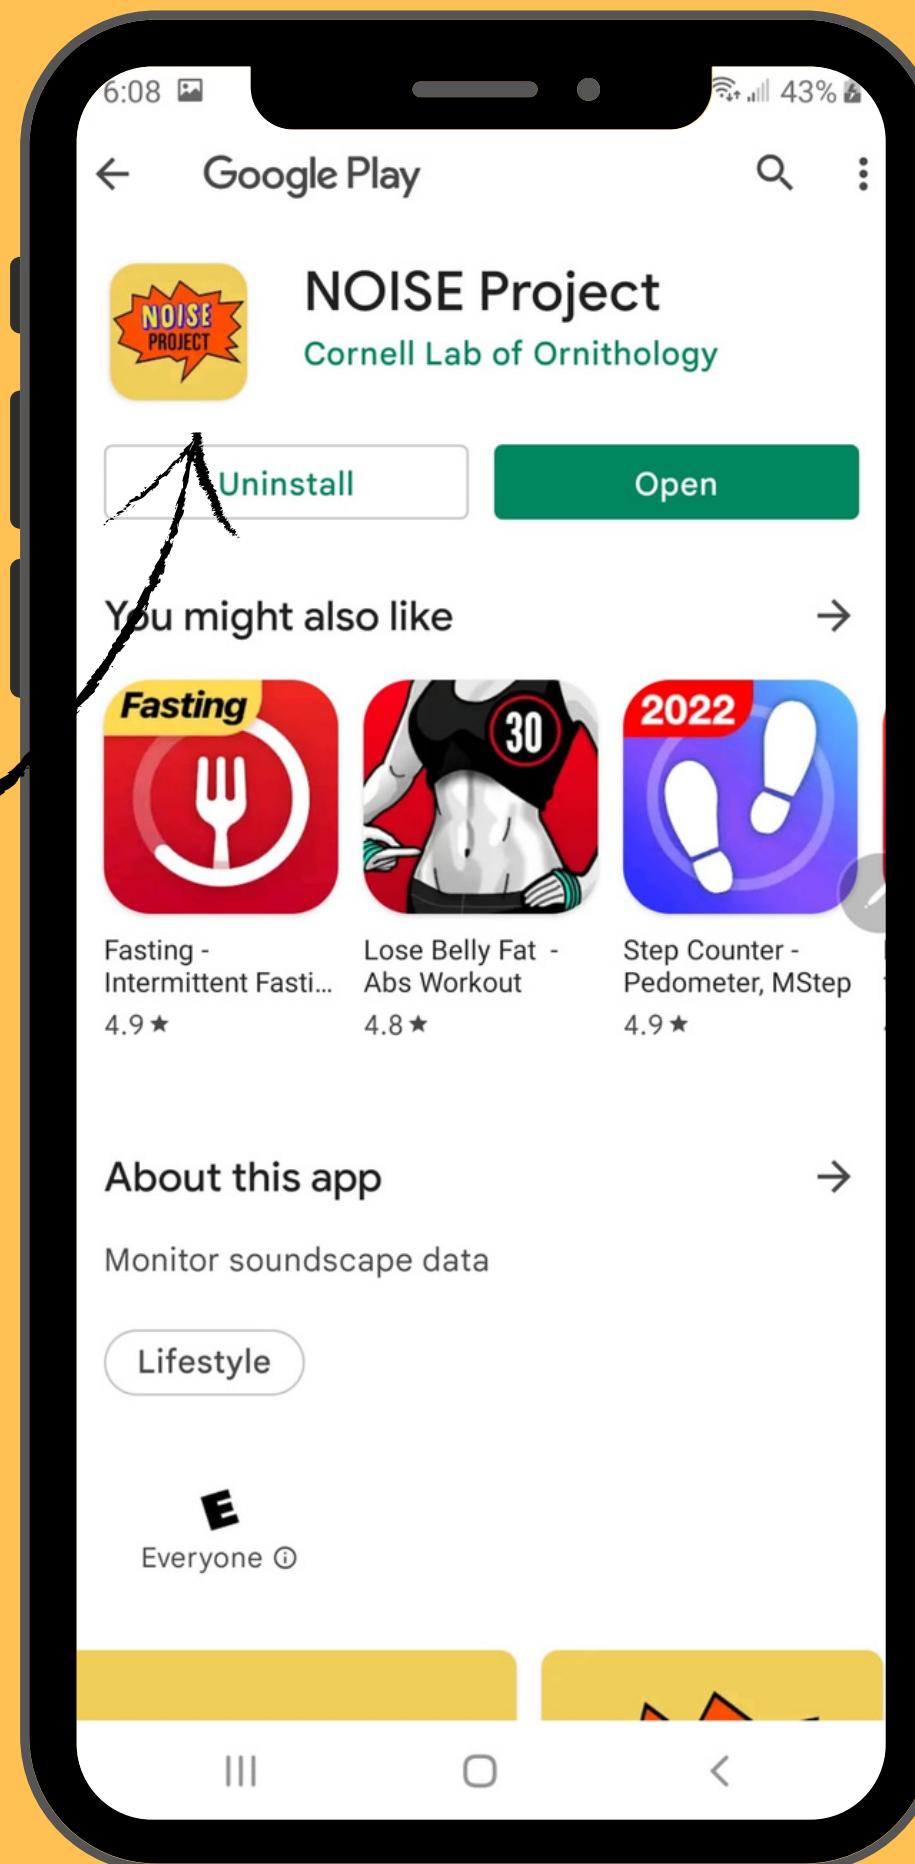 6:08
43%
Google Play
NOISE
PROJECT
NOISE Project
Cornell Lab of Ornithology
Uninstall
Open
You might also like
Fasting
30
2022
Fasting -
Intermittent Fasti...
4.9★
Lose Belly Fat -
Abs Workout
4.8★
Step Counter -
Pedometer, MStep
4.9★
About this app
Monitor soundscape data
Lifestyle
E
Everyone